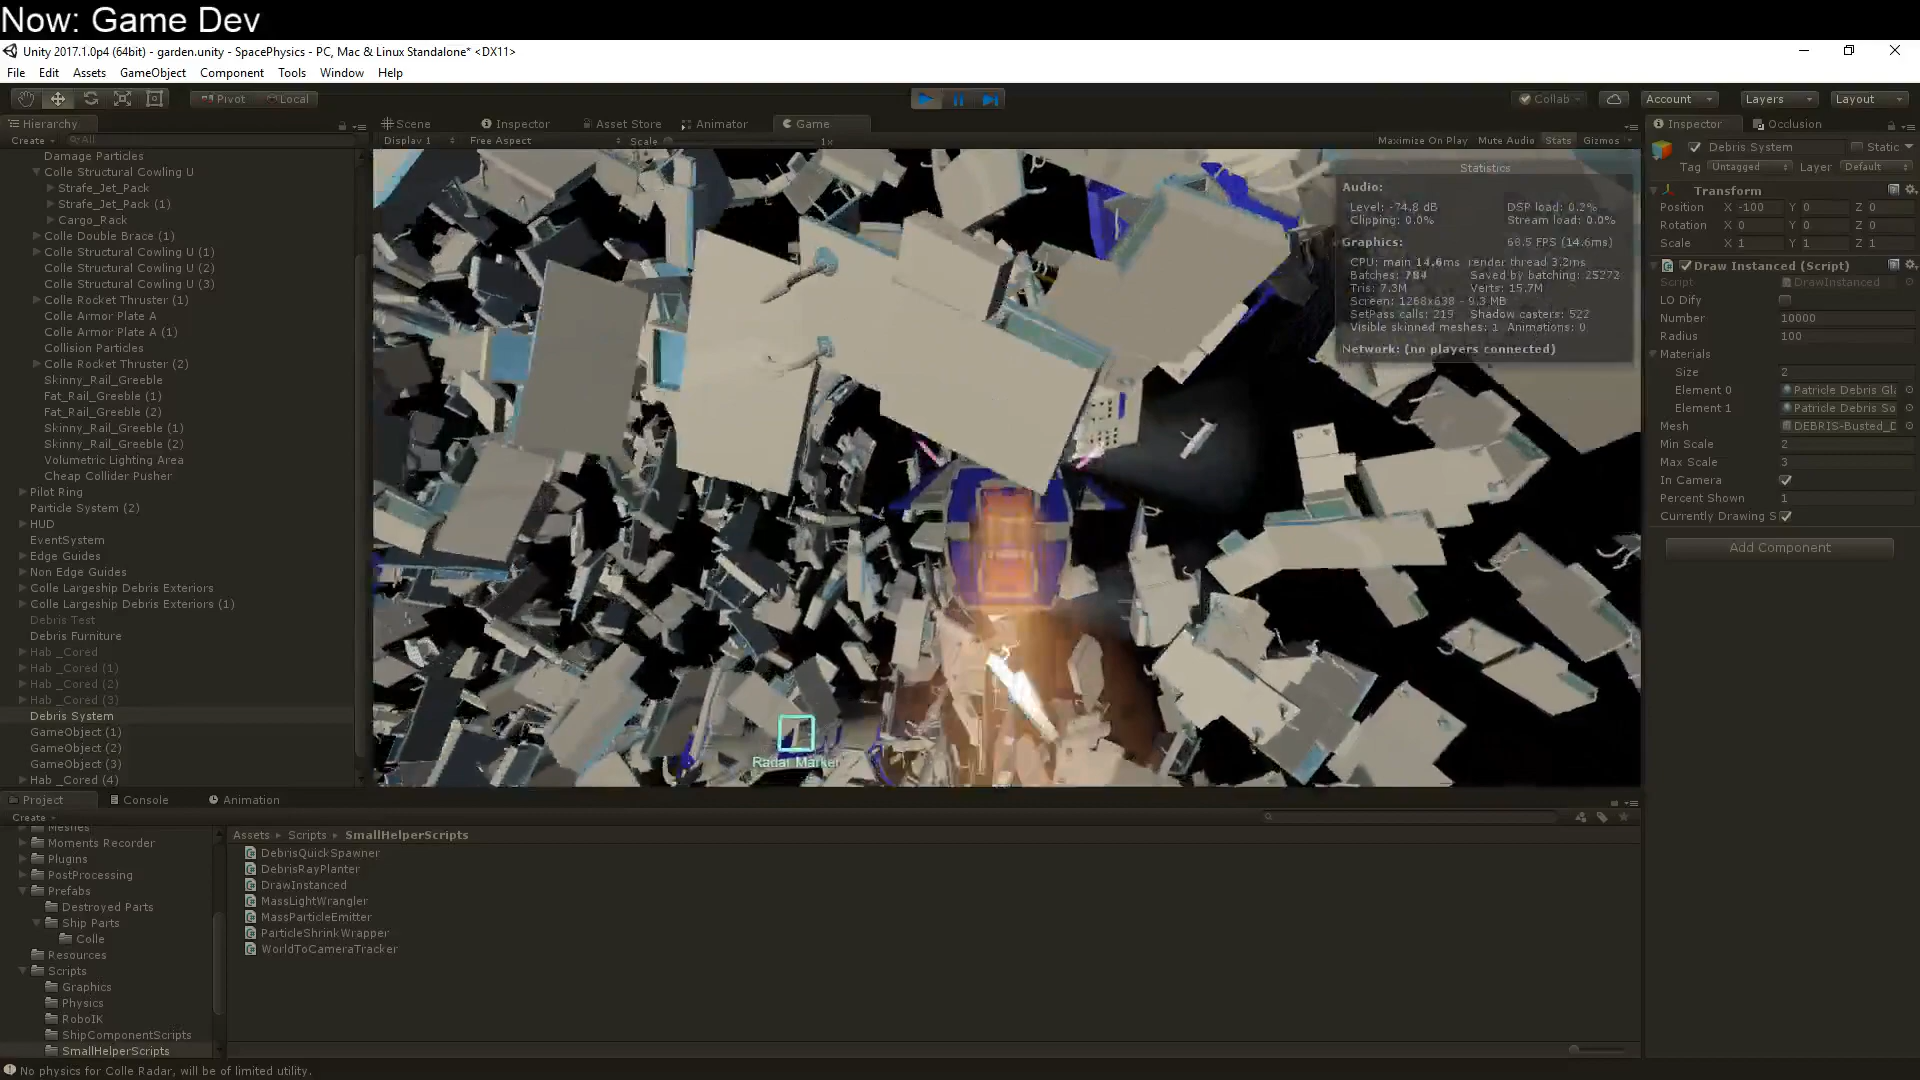 Now: Game Dev
Unity 2017.1.0p4 (64bit) - garden.unity - SpacePhysics - PC, Mac & Linux Standalone* <DX11>
File Edit Assets GameObject Component Tools Window Help
Pivot Local Collab Account Layers Layout
Hierarchy Scene Inspector Asset Store Animator Game Inspector Occlusion
Create All
Display 1 Free Aspect Scale 1x Maximize On Play Mute Audio Stats Gizmos
Damage Particles
Colle Structural Cowling U
Strafe_Jet_Pack
Strafe_Jet_Pack (1)
Cargo_Rack
Colle Double Brace (1)
Colle Structural Cowling U (1)
Colle Structural Cowling U (2)
Colle Structural Cowling U (3)
Colle Rocket Thruster (1)
Colle Armor Plate A
Colle Armor Plate A (1)
Collision Particles
Colle Rocket Thruster (2)
Skinny_Rail_Greeble
Fat_Rail_Greeble (1)
Fat_Rail_Greeble (2)
Skinny_Rail_Greeble (1)
Skinny_Rail_Greeble (2)
Volumetric Lighting Area
Cheap Collider Pusher
Pilot Ring
Particle System (2)
HUD
EventSystem
Edge Guides
Non Edge Guides
Colle Largeship Debris Exteriors
Colle Largeship Debris Exteriors (1)
Debris Test
Debris Furniture
Hab _Cored
Hab _Cored (1)
Hab _Cored (2)
Hab _Cored (3)
Debris System
GameObject (1)
GameObject (2)
GameObject (3)
Hab _Cored (4)
Statistics
Audio:
Level: -74.8 dB DSP load: 0.2%
Clipping: 0.0% Stream load: 0.0%
Graphics: 68.5 FPS (14.6ms)
CPU: main 14.6ms render thread 3.2ms
Batches: 784 Saved by batching: 25272
Tris: 7.3M Verts: 15.7M
Screen: 1268x638 - 9.3 MB
SetPass calls: 219 Shadow casters: 522
Visible skinned meshes: 1 Animations: 0
Network: (no players connected)
Radar Marker
Debris System Static
Tag Untagged Layer Default
Transform
Position X -100 Y 0 Z 0
Rotation X 0 Y 0 Z 0
Scale X 1 Y 1 Z 1
Draw Instanced (Script)
Script DrawInstanced
LO Dify
Number 10000
Radius 100
Materials
Size 2
Element 0 Patricle Debris Gl
Element 1 Patricle Debris So
Mesh DEBRIS-Busted_D
Min Scale 2
Max Scale 3
In Camera
Percent Shown 1
Currently Drawing S
Add Component
Project Console Animation
Create
Meshes
Moments Recorder
Plugins
PostProcessing
Prefabs
Destroyed Parts
Ship Parts
Colle
Resources
Scripts
Graphics
Physics
RoboIK
ShipComponentScripts
SmallHelperScripts
Assets Scripts SmallHelperScripts
DebrisQuickSpawner
DebrisRayPlanter
DrawInstanced
MassLightWrangler
MassParticleEmitter
ParticleShrinkWrapper
WorldToCameraTracker
No physics for Colle Radar, will be of limited utility.